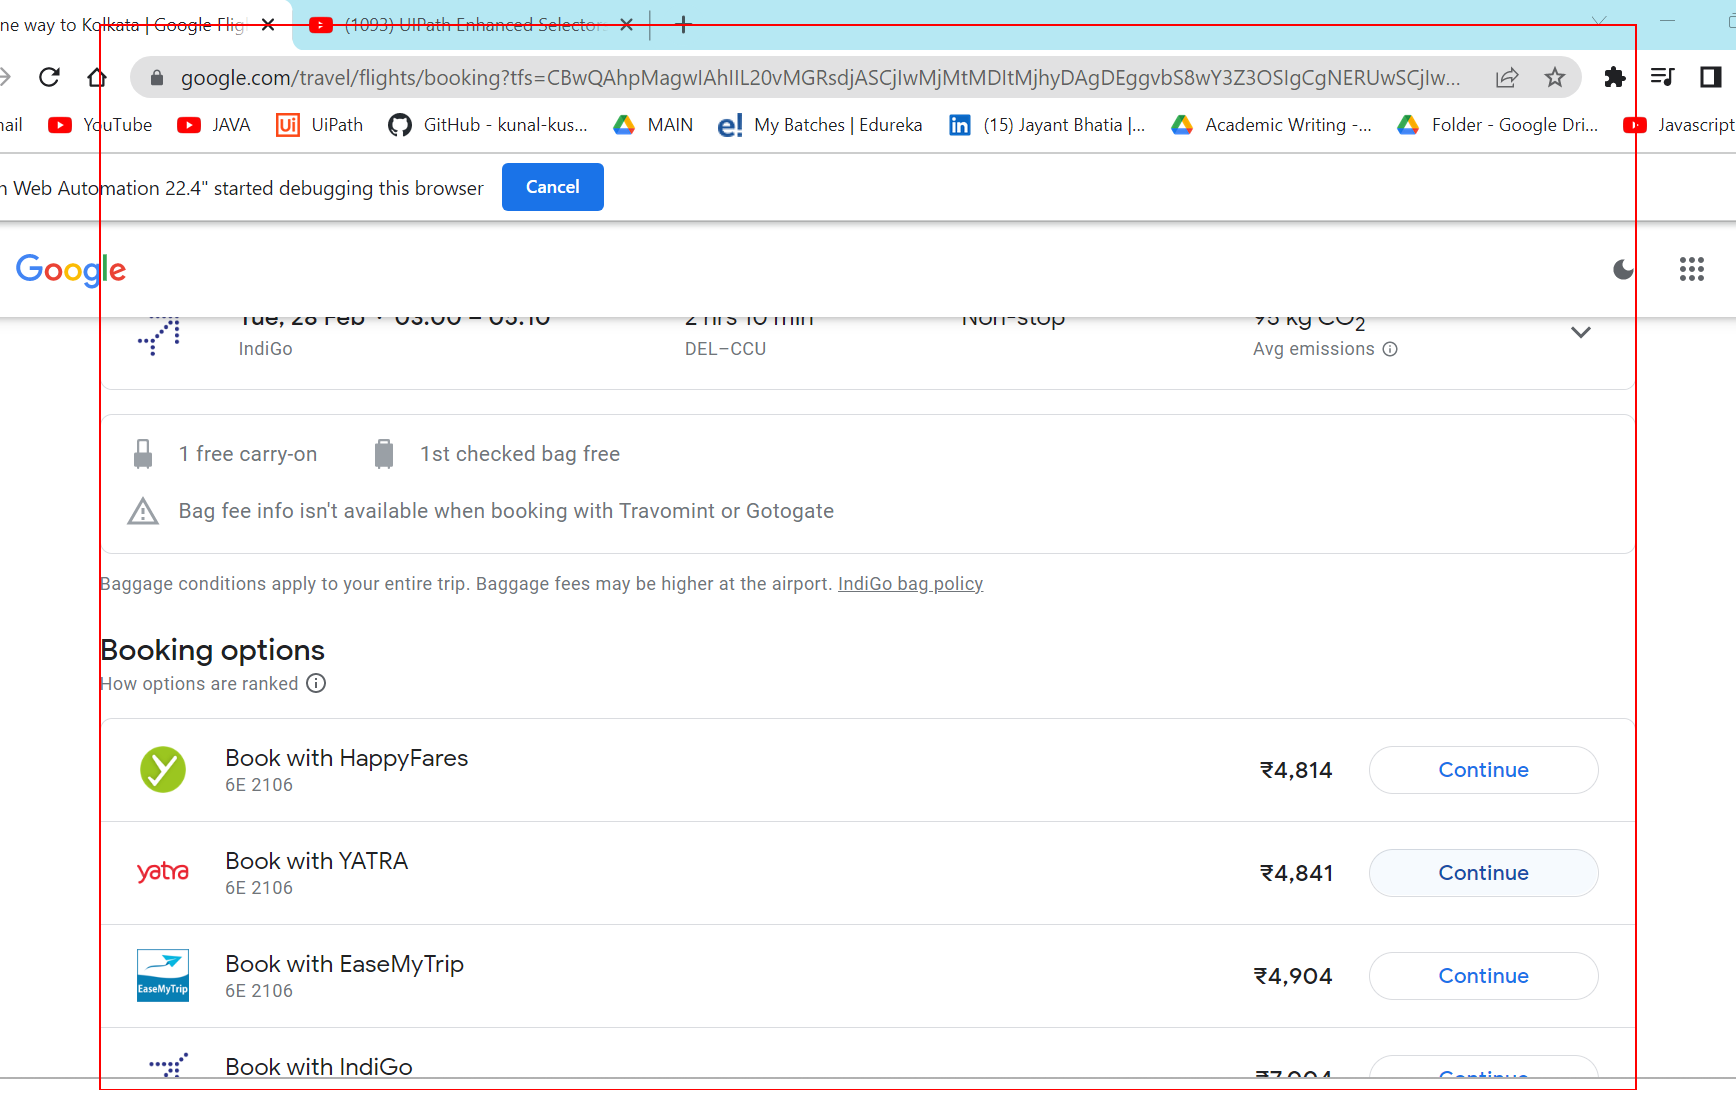 ne way to Kolkata | Google Flig
(1093) UIPath Enhanced Selector
google.com/travel/flights/booking?tfs=CBwQAhpMagwIAhIIL20vMGRsdjASCjIwMjMtMDItMjhyDAgDEggvbS8wY3Z3OSIgCgNERUwSCjIw...
ail YouTube JAVA Ui UiPath GitHub - kunal-kus... MAIN e! My Batches | Edureka in (15) Jayant Bhatia |... Academic Writing -... Folder - Google Dri... Javascript
n Web Automation 22.4" started debugging this browser Cancel
Google
Tue, 28 Feb · 03:00 – 05:10 2 hrs 10 min Non-stop 95 kg CO2
IndiGo DEL–CCU Avg emissions
1 free carry-on 1st checked bag free
Bag fee info isn't available when booking with Travomint or Gotogate
Baggage conditions apply to your entire trip. Baggage fees may be higher at the airport. IndiGo bag policy
Booking options
How options are ranked
Book with HappyFares ₹4,814 Continue
6E 2106
yatra Book with YATRA ₹4,841 Continue
6E 2106
EaseMyTrip Book with EaseMyTrip ₹4,904 Continue
6E 2106
Book with IndiGo ₹7,904 Continue